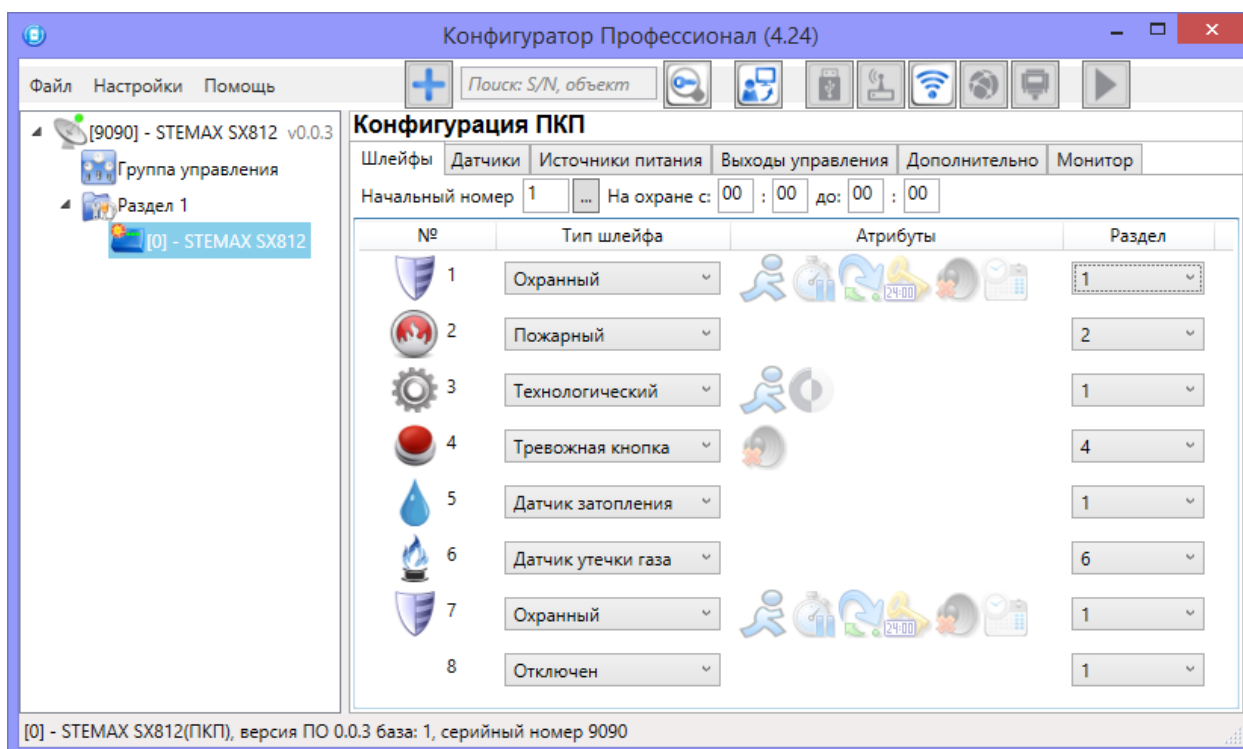 Конфигуратор Профессионал (4.24)
Файл Настройки Помощь
Поиск: S/N, объект
[9090] - STEMAX SX812 v0.0.3
Группа управления
Раздел 1
[0] - STEMAX SX812
Конфигурация ПКП
Шлейфы Датчики Источники питания Выходы управления Дополнительно Монитор
Начальный номер 1 ... На охране с: 00 : 00 до: 00 : 00
№ Тип шлейфа Атрибуты Раздел
1 Охранный 24:00 1
2 Пожарный 2
3 Технологический 1
4 Тревожная кнопка 4
5 Датчик затопления 1
6 Датчик утечки газа 6
7 Охранный 24:00 1
8 Отключен 1
[0] - STEMAX SX812(ПКП), версия ПО 0.0.3 база: 1, серийный номер 9090